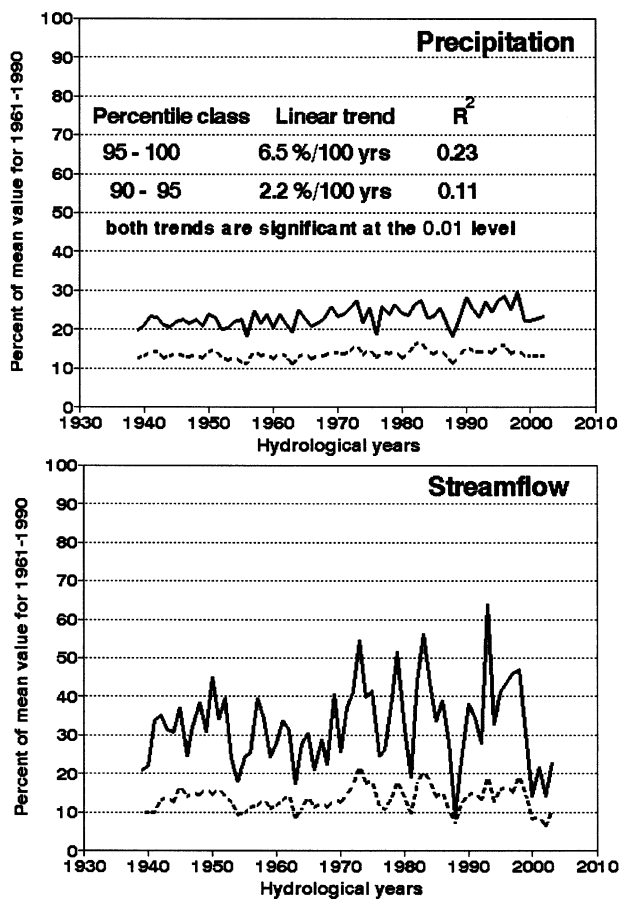 Precipitation
Percent of mean value for 1961-1990
100
90
80
70
60
50
40
30
20
10
0
Percentile class Linear trend R2
95 - 100 6.5 %/100 yrs 0.23
90 - 95 2.2 %/100 yrs 0.11
both trends are significant at the 0.01 level
1930 1940 1950 1960 1970 1980 1990 2000 2010
Hydrological years
Streamflow
Percent of mean value for 1961-1990
100
90
80
70
60
50
40
30
20
10
0
1930 1940 1950 1960 1970 1980 1990 2000 2010
Hydrological years